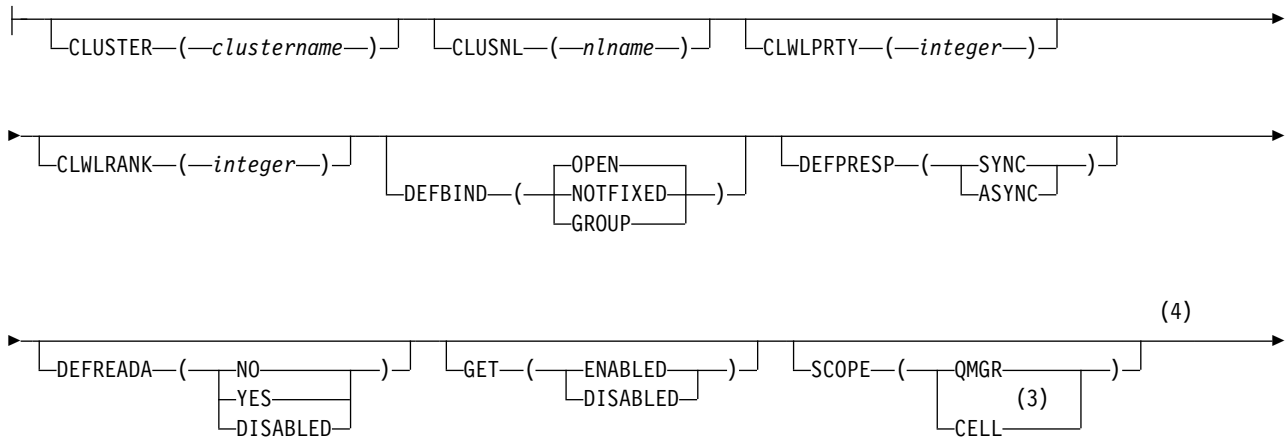 CLUSTER ( clustername ) CLUSNL ( nlname ) CLWLPRTY ( integer )
CLWLRANK ( integer ) DEFBIND ( OPEN ) DEFPRESP ( SYNC )
NOTFIXED ASYNC
GROUP
(4)
DEFREADA ( NO ) GET ( ENABLED ) SCOPE ( QMGR )
YES DISABLED (3)
DISABLED CELL